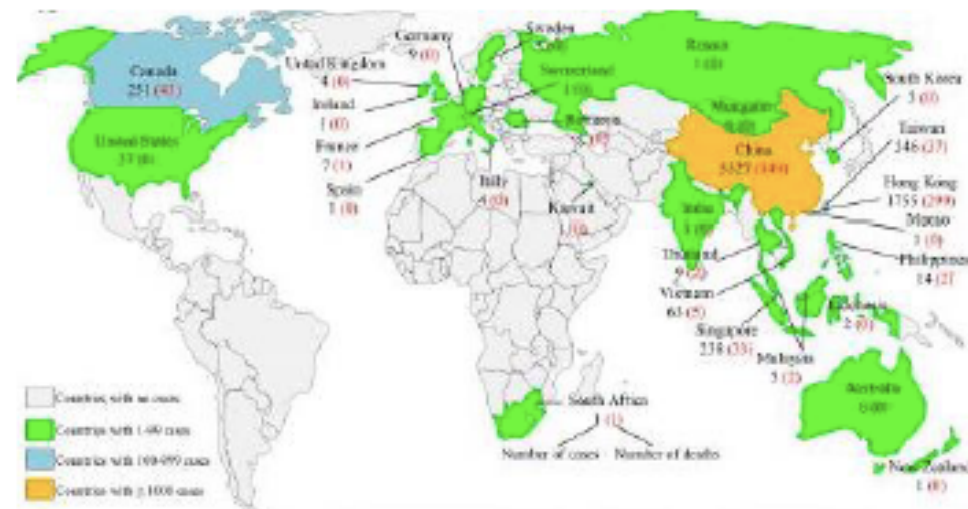 Germany
9 (0)
Sweden
Russia
Canada
251 (43)
United Kingdom
4 (0)
Switzerland
1 (0)
South Korea
3 (0)
Ireland
1 (0)
Mongolia
Taiwan
346 (37)
United States
France
7 (1)
China
Hong Kong
1755 (299)
Spain
1 (0)
Italy
4 (0)
Kuwait
1 (0)
India
Macao
1 (0)
Thailand
9 (2)
Philippines
14 (2)
Vietnam
63 (5)
2 (0)
Singapore
238 (33)
Malaysia
5 (2)
Australia
Countries with no cases
South Africa
1 (1)
Countries with 1-99 cases
Countries with 100-999 cases
Number of cases Number of deaths
New Zealand
1 (0)
Countries with ≥ 1000 cases